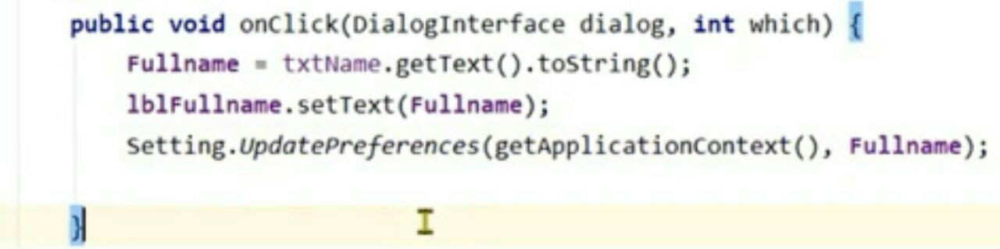 public void onClick(DialogInterface dialog, int which) {
Fullname = txtName.getText().toString();
lblFullname.setText(Fullname);
Setting.UpdatePreferences(getApplicationContext(), Fullname);
}